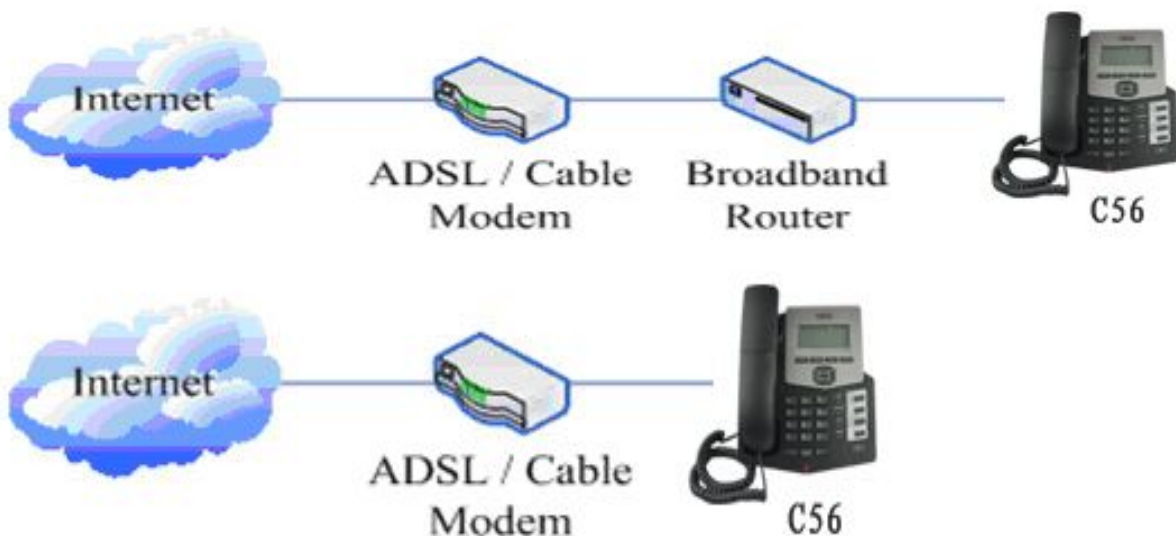 Internet
ADSL / Cable
Modem
Broadband
Router
C56
Internet
ADSL / Cable
Modem
C56